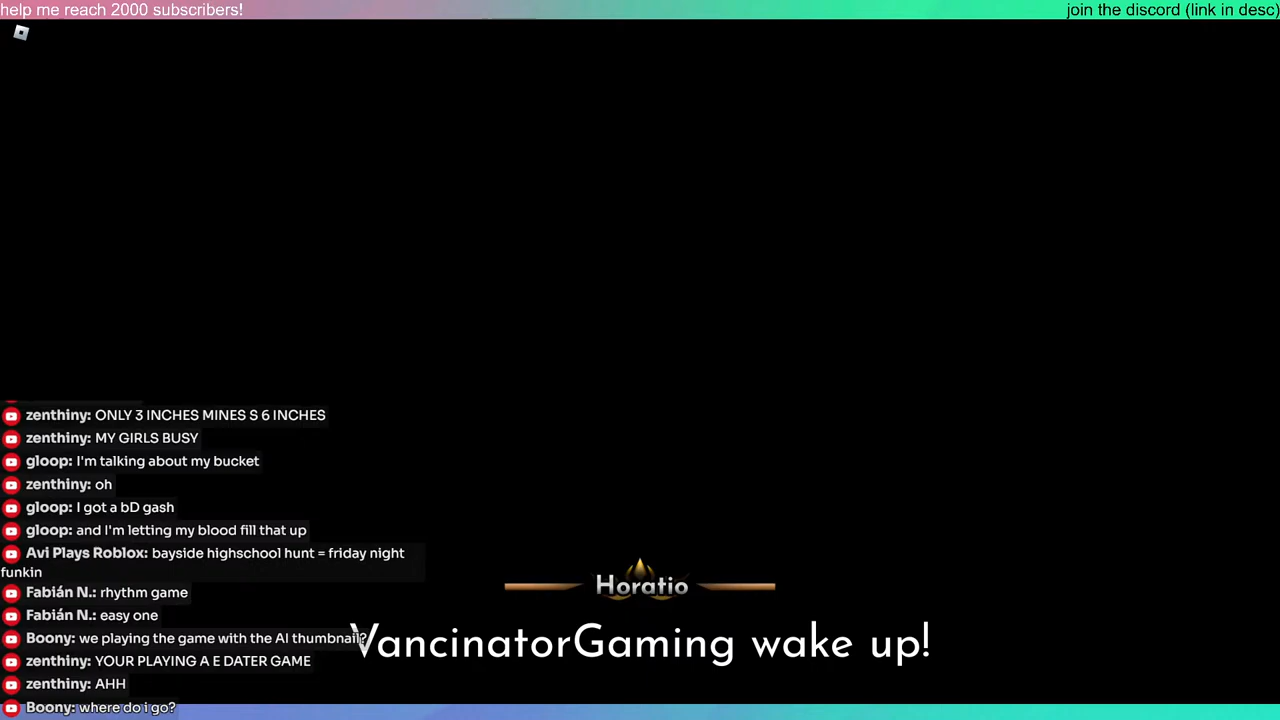 help me reach 2000 subscribers!
join the discord (link in desc)
zenthiny: ONLY 3 INCHES MINES S 6 INCHES
zenthiny: MY GIRLS BUSY
gloop: I'm talking about my bucket
zenthiny: oh
gloop: I got a bD gash
gloop: and I'm letting my blood fill that up
Avi Plays Roblox: bayside highschool hunt = friday night
funkin
Fabián N.: rhythm game
Fabián N.: easy one
Boony: we playing the game with the AI thumbnail?
zenthiny: YOUR PLAYING A E DATER GAME
zenthiny: AHH
Boony: where do i go?
Horatio
VancinatorGaming wake up!